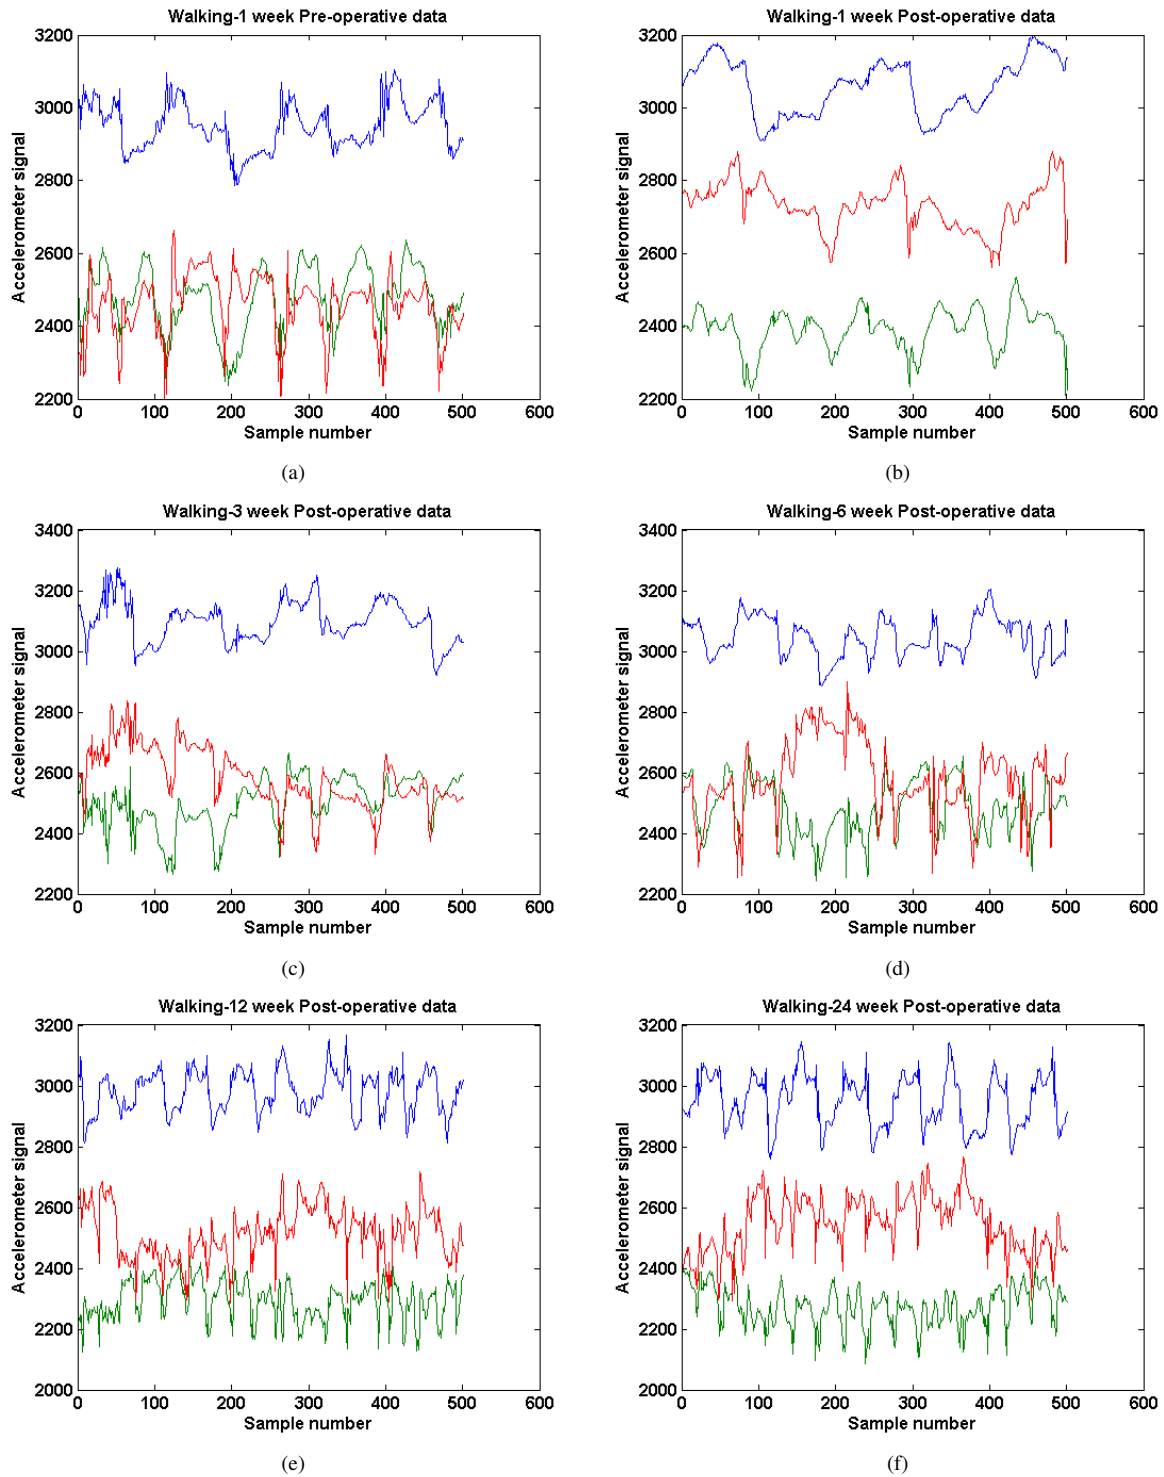 Walking-1 week Pre-operative data
3200
3000
2800
2600
2400
2200
0 100 200 300 400 500 600
Accelerometer signal
Sample number
(a)
Walking-1 week Post-operative data
3200
3000
2800
2600
2400
2200
0 100 200 300 400 500 600
Accelerometer signal
Sample number
(b)
Walking-3 week Post-operative data
3400
3200
3000
2800
2600
2400
2200
0 100 200 300 400 500 600
Accelerometer signal
Sample number
(c)
Walking-6 week Post-operative data
3400
3200
3000
2800
2600
2400
2200
0 100 200 300 400 500 600
Accelerometer signal
Sample number
(d)
Walking-12 week Post-operative data
3200
3000
2800
2600
2400
2200
2000
0 100 200 300 400 500 600
Accelerometer signal
Sample number
(e)
Walking-24 week Post-operative data
3200
3000
2800
2600
2400
2200
2000
0 100 200 300 400 500 600
Accelerometer signal
Sample number
(f)